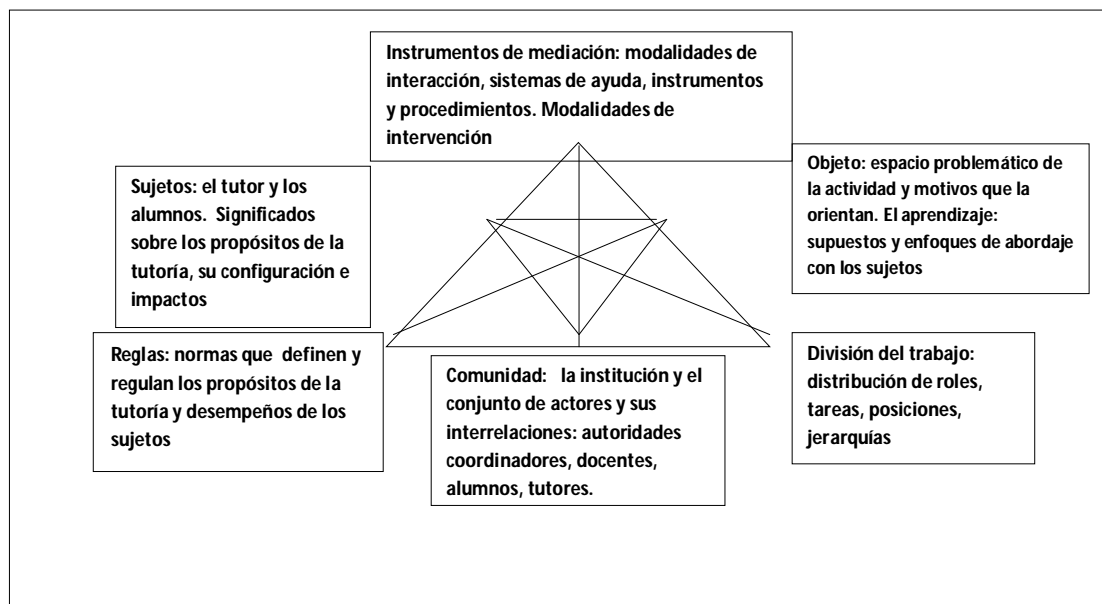 Instrumentos de mediación: modalidades de
interacción, sistemas de ayuda, instrumentos
y procedimientos. Modalidades de
intervención
Sujetos: el tutor y los
alumnos. Significados
sobre los propósitos de la
tutoría, su configuración e
impactos
Objeto: espacio problemático de
la actividad y motivos que la
orientan. El aprendizaje:
supuestos y enfoques de abordaje
con los sujetos
Reglas: normas que definen y
regulan los propósitos de la
tutoría y desempeños de los
sujetos
Comunidad: la institución y el
conjunto de actores y sus
interrelaciones: autoridades
coordinadores, docentes,
alumnos, tutores.
División del trabajo:
distribución de roles,
tareas, posiciones,
jerarquías